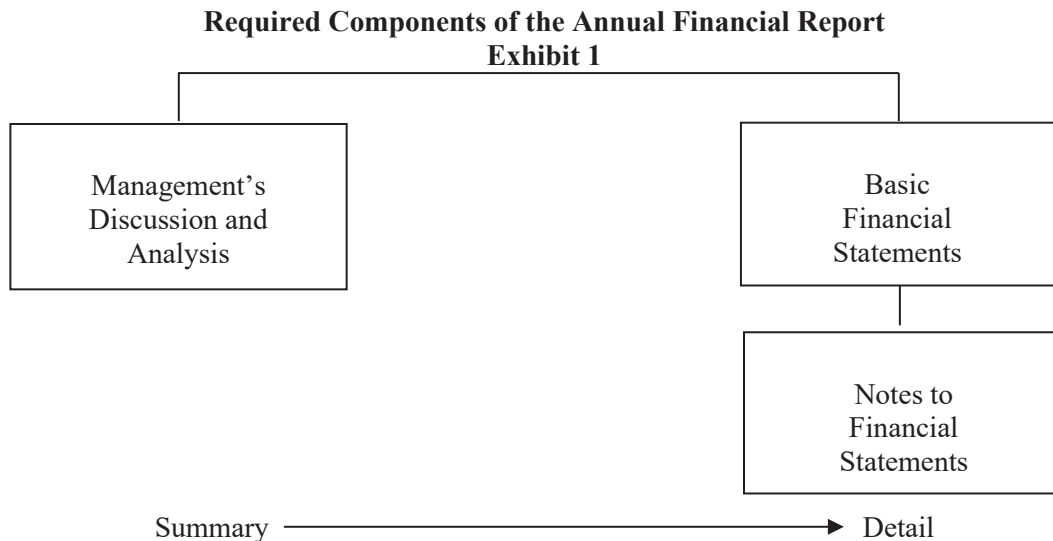 Required Components of the Annual Financial Report
Exhibit 1
Management’s
Discussion and
Analysis
Basic
Financial
Statements
Notes to
Financial
Statements
Summary
Detail